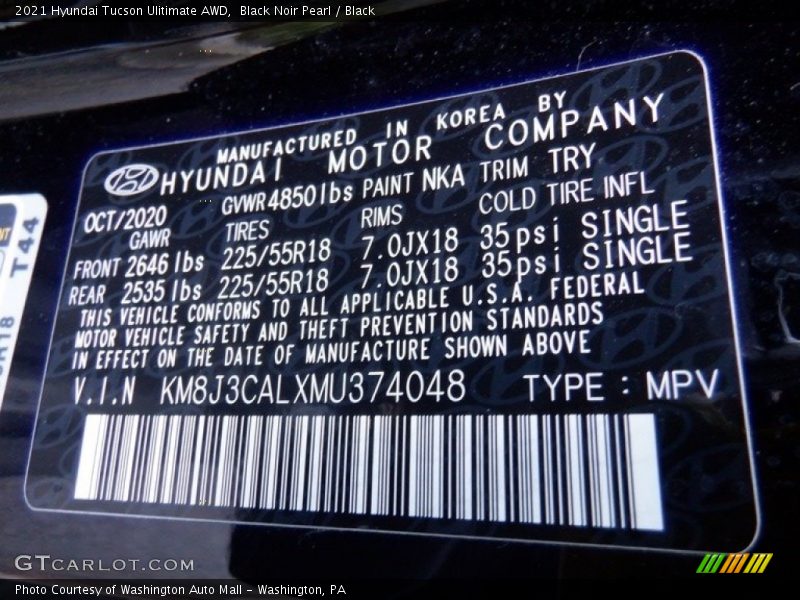 2021 Hyundai Tucson Ulitimate AWD,  Black Noir Pearl / Black
MANUFACTURED IN KOREA BY
HYUNDAI MOTOR COMPANY
OCT/2020 GVWR 4850lbs PAINT NKA TRIM TRY
GAWR TIRES RIMS COLD TIRE INFL
FRONT 2646 lbs 225/55R18 7.0JX18 35psi SINGLE
REAR 2535 lbs 225/55R18 7.0JX18 35psi SINGLE
THIS VEHICLE CONFORMS TO ALL APPLICABLE U.S.A. FEDERAL
MOTOR VEHICLE SAFETY AND THEFT PREVENTION STANDARDS
IN EFFECT ON THE DATE OF MANUFACTURE SHOWN ABOVE
V.I.N KM8J3CALXMU374048 TYPE : MPV
T44
GTCARLOT.COM
Photo Courtesy of Washington Auto Mall - Washington, PA